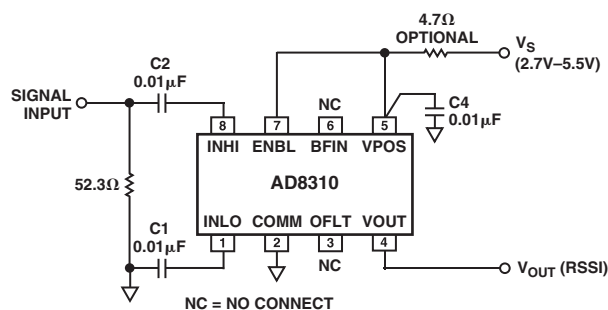 4.7Ω
OPTIONAL
VS
(2.7V–5.5V)
C2
0.01μF
SIGNAL
INPUT
NC
C4
0.01μF
8
7
6
5
INHI
ENBL
BFIN
VPOS
52.3Ω
AD8310
C1
0.01μF
INLO
COMM
OFLT
VOUT
1
2
3
4
NC
VOUT (RSSI)
NC = NO CONNECT